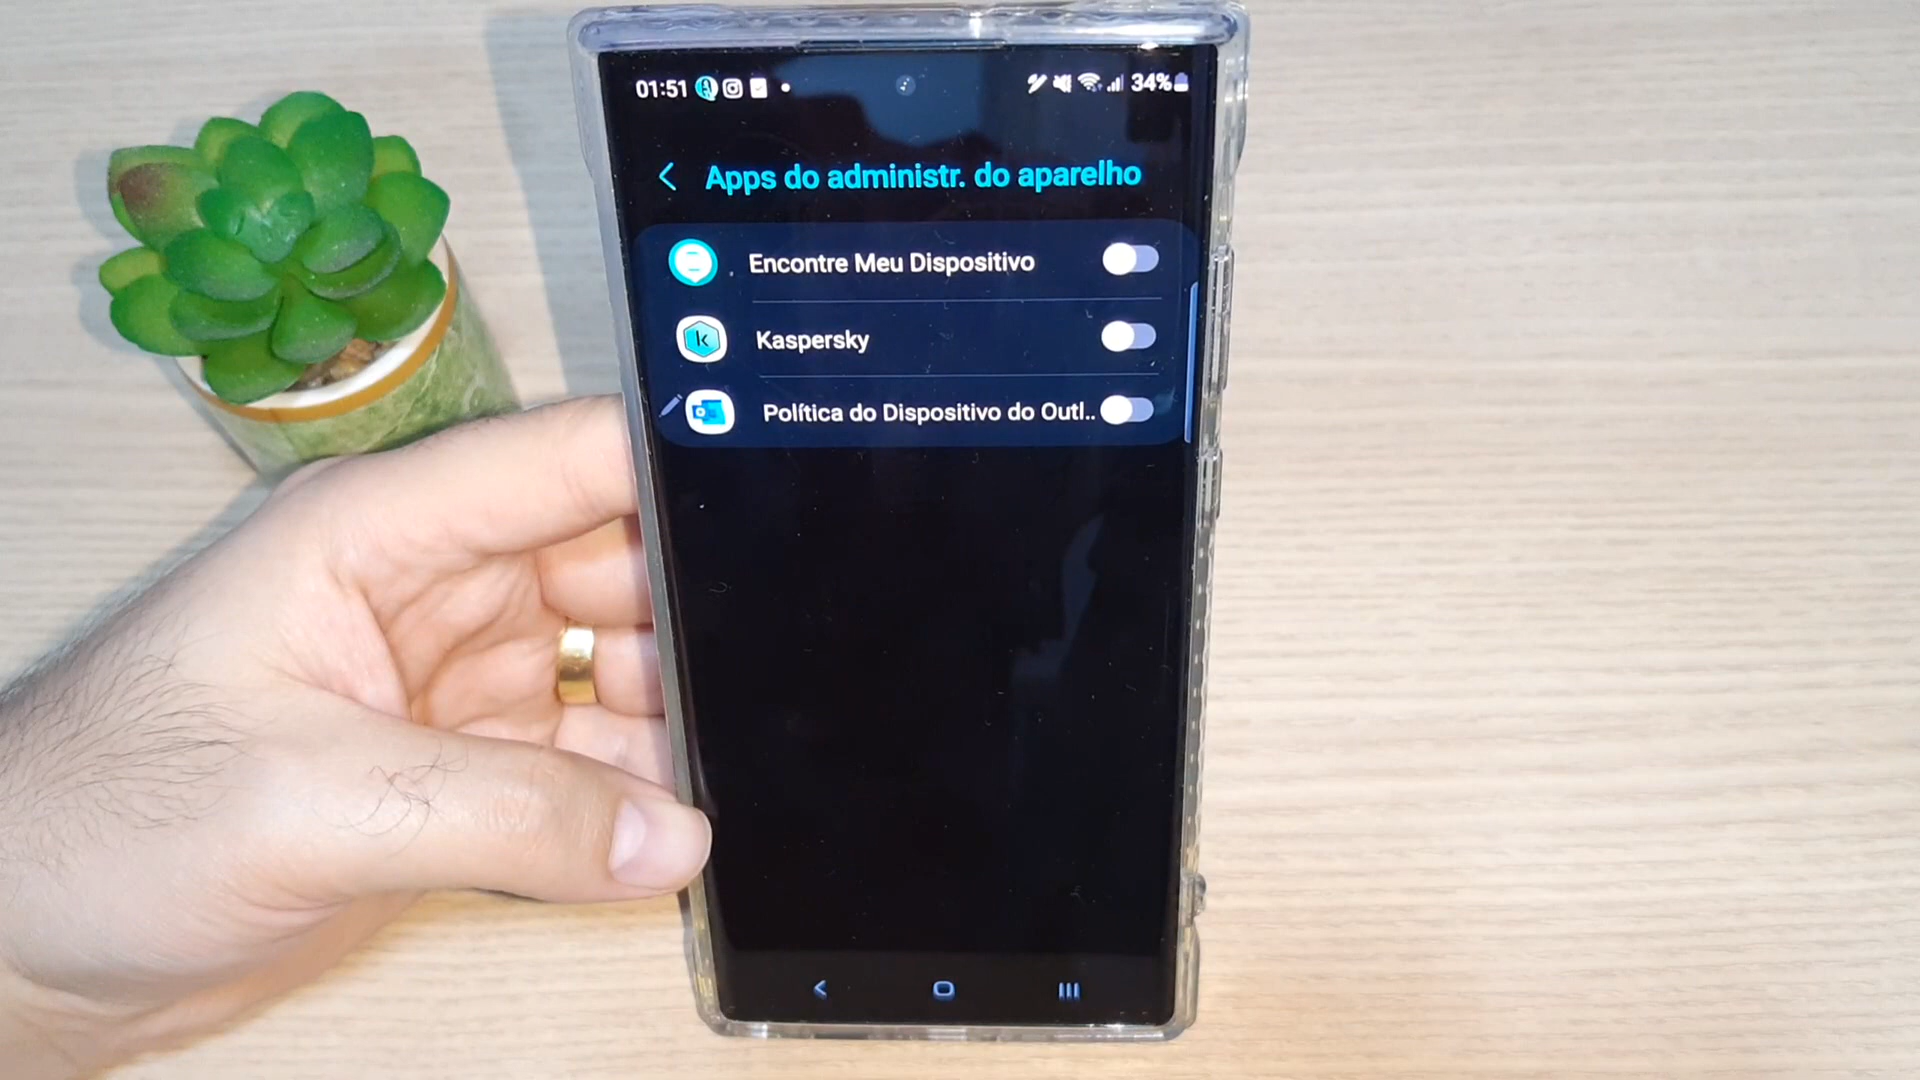 01:51 34%
Apps do administr. do aparelho
Encontre Meu Dispositivo
k Kaspersky
Política do Dispositivo do Outl..